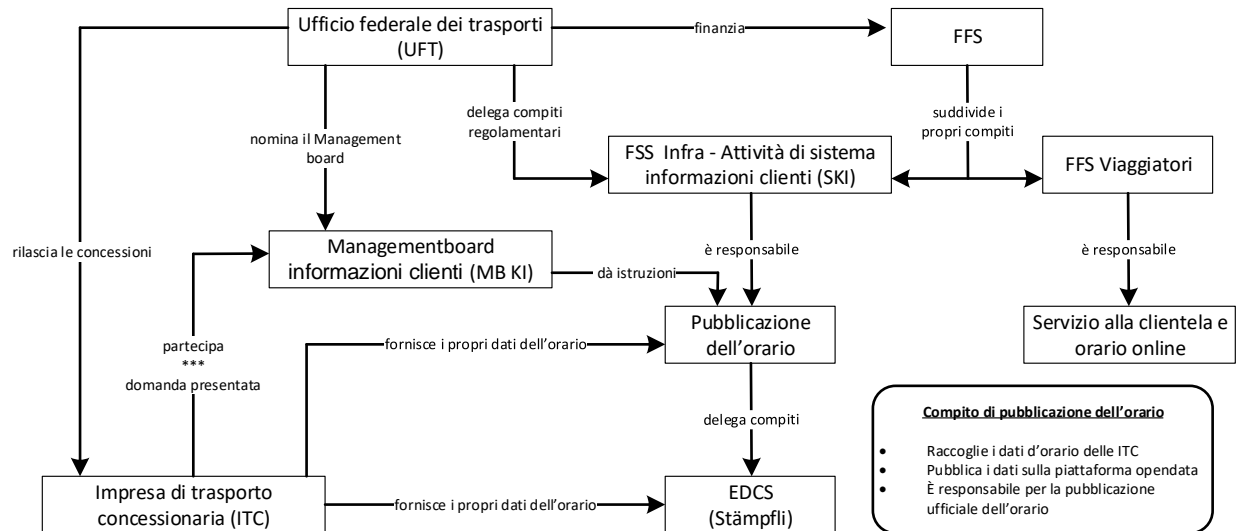 Ufficio federale dei trasporti
(UFT)
finanzia
FFS
delega compiti
regolamentari
suddivide i
propri compiti
nomina il Management
board
FSS Infra - Attività di sistema
informazioni clienti (SKI)
FFS Viaggiatori
rilascia le concessioni
Managementboard
informazioni clienti (MB KI)
è responsabile
è responsabile
dà istruzioni
Pubblicazione
dell'orario
Servizio alla clientela e
orario online
partecipa
***
domanda presentata
fornisce i propri dati dell'orario
delega compiti
Impresa di trasporto
concessionaria (ITC)
fornisce i propri dati dell'orario
EDCS
(Stämpfli)
Compito di pubblicazione dell'orario
• Raccoglie i dati d'orario delle ITC
• Pubblica i dati sulla piattaforma opendata
• È responsabile per la pubblicazione
ufficiale dell'orario